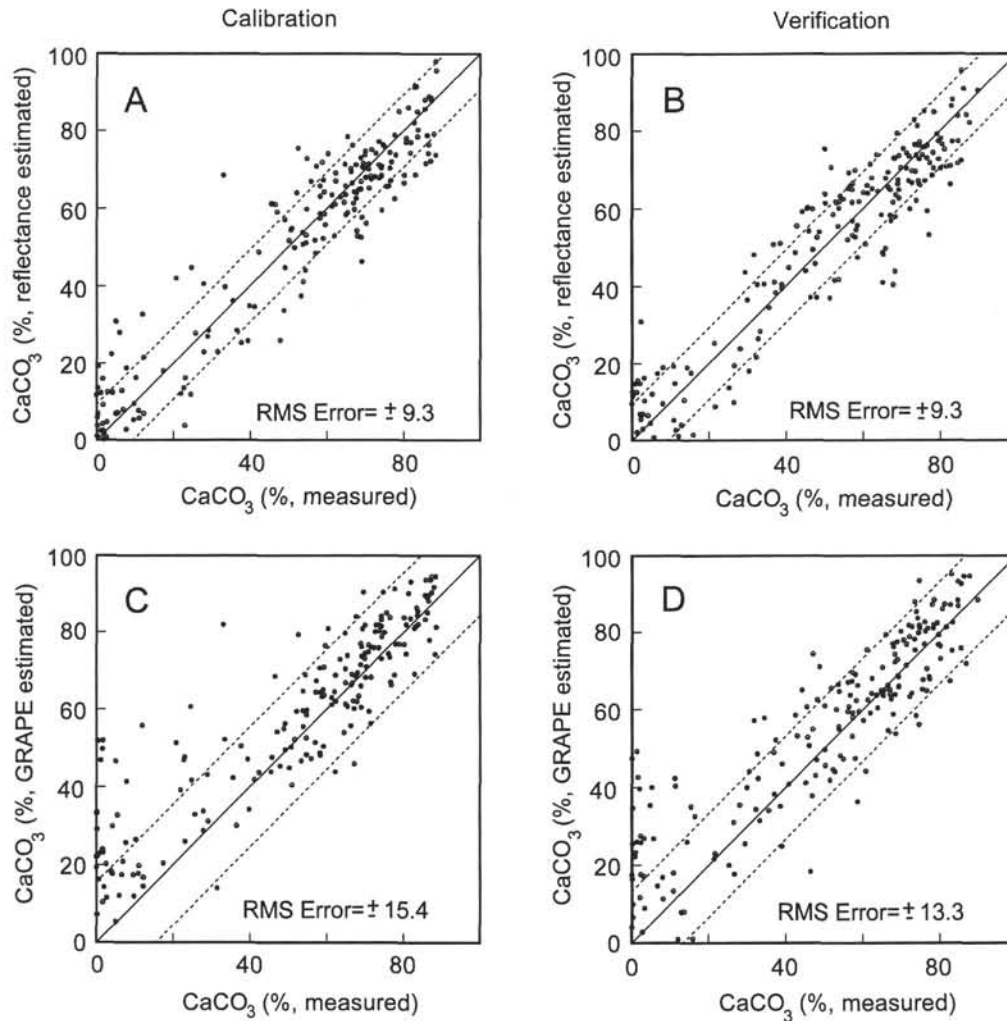 Calibration
Verification
100
80
60
40
20
0
CaCO₃ (%, reflectance estimated)
A
RMS Error= ± 9.3
0
40
80
CaCO₃ (%, measured)
100
80
60
40
20
0
CaCO₃ (%, reflectance estimated)
B
RMS Error= ±9.3
0
40
80
CaCO₃ (%, measured)
100
80
60
40
20
0
CaCO₃ (%, GRAPE estimated)
C
RMS Error= ± 15.4
0
40
80
CaCO₃ (%, measured)
100
80
60
40
20
0
CaCO₃ (%, GRAPE estimated)
D
RMS Error= ± 13.3
0
40
80
CaCO₃ (%, measured)